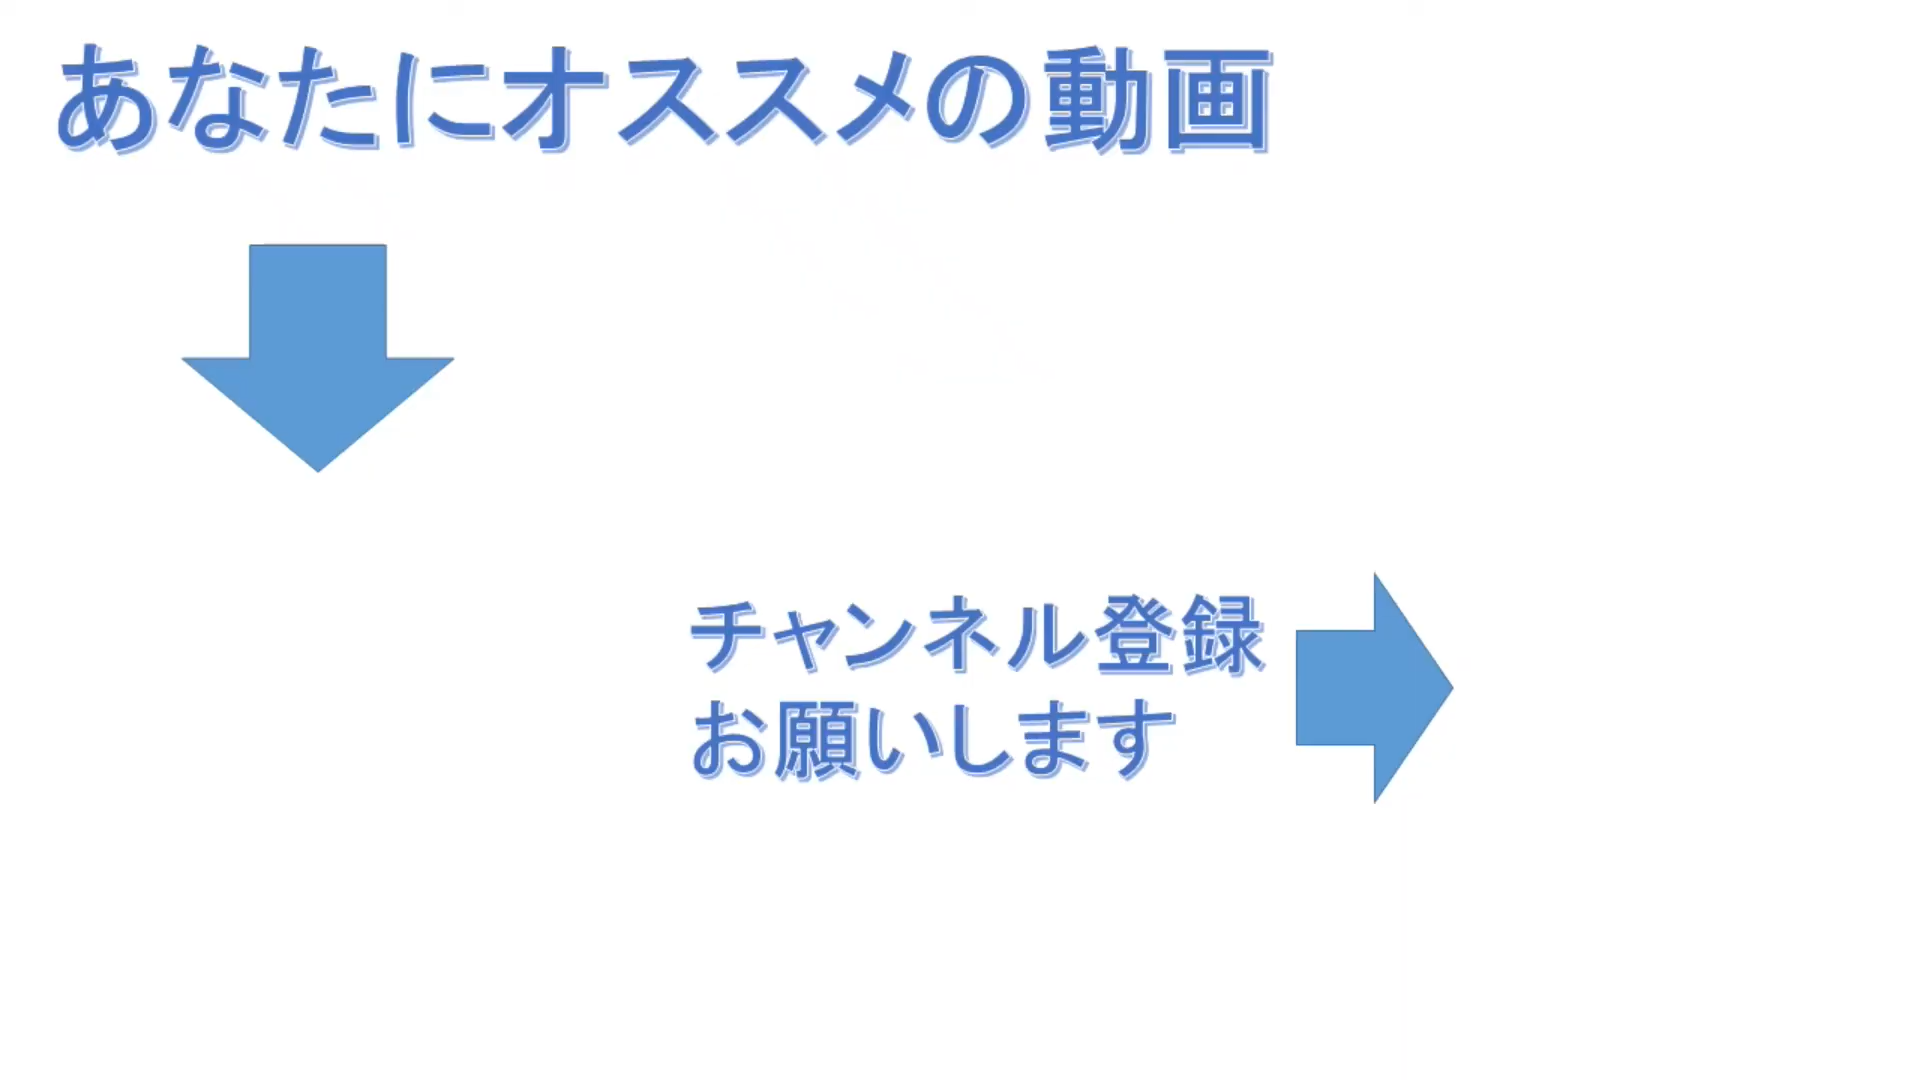 あなたにオススメの動画
チャンネル登録
お願いします